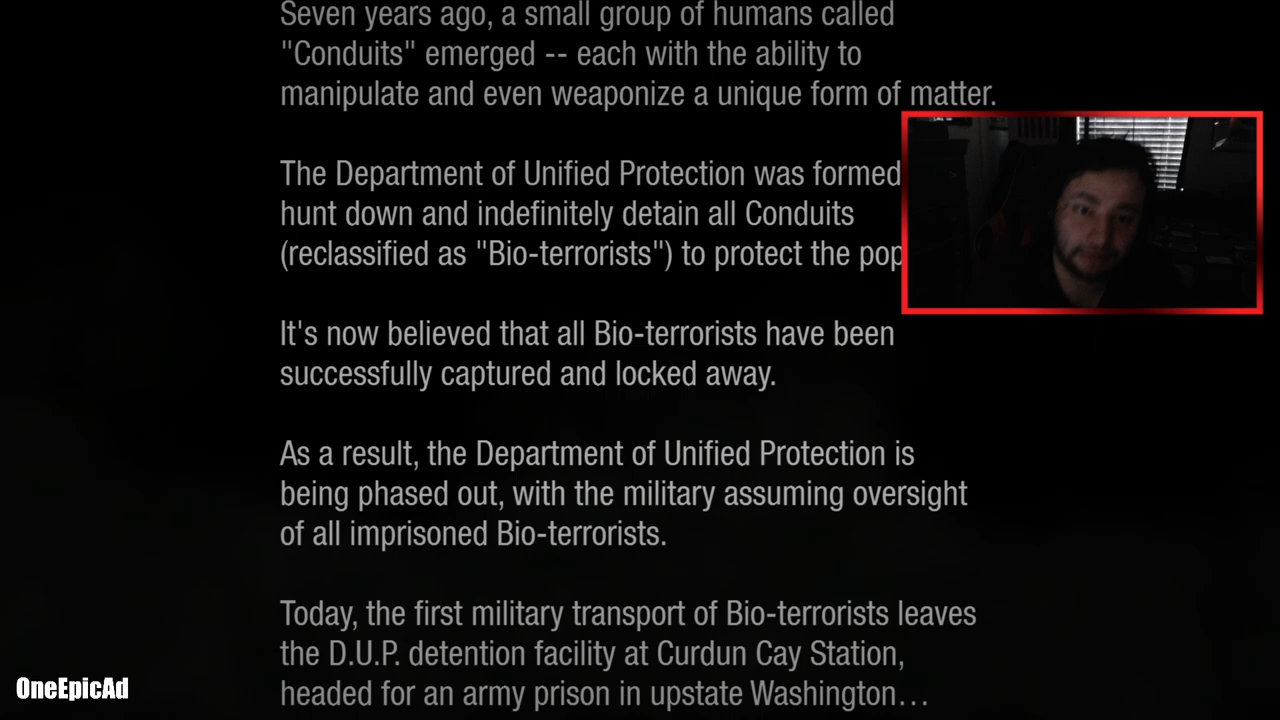 Seven years ago, a small group of humans called
"Conduits" emerged -- each with the ability to
manipulate and even weaponize a unique form of matter.
The Department of Unified Protection was formed
hunt down and indefinitely detain all Conduits
(reclassified as "Bio-terrorists") to protect the pop
It's now believed that all Bio-terrorists have been
successfully captured and locked away.
As a result, the Department of Unified Protection is
being phased out, with the military assuming oversight
of all imprisoned Bio-terrorists.
Today, the first military transport of Bio-terrorists leaves
the D.U.P. detention facility at Curdun Cay Station,
headed for an army prison in upstate Washington...
OneEpicAd